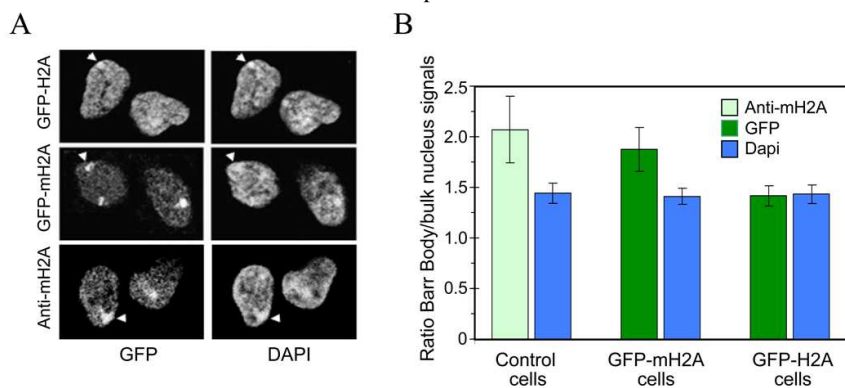 A
B
GFP-H2A
GFP-mH2A
Anti-mH2A
GFP
DAPI
Ratio Barr Body/bulk nucleus signals
2.5
2.0
1.5
1.0
0.5
0
Anti-mH2A
GFP
Dapi
Control
cells
GFP-mH2A
cells
GFP-H2A
cells